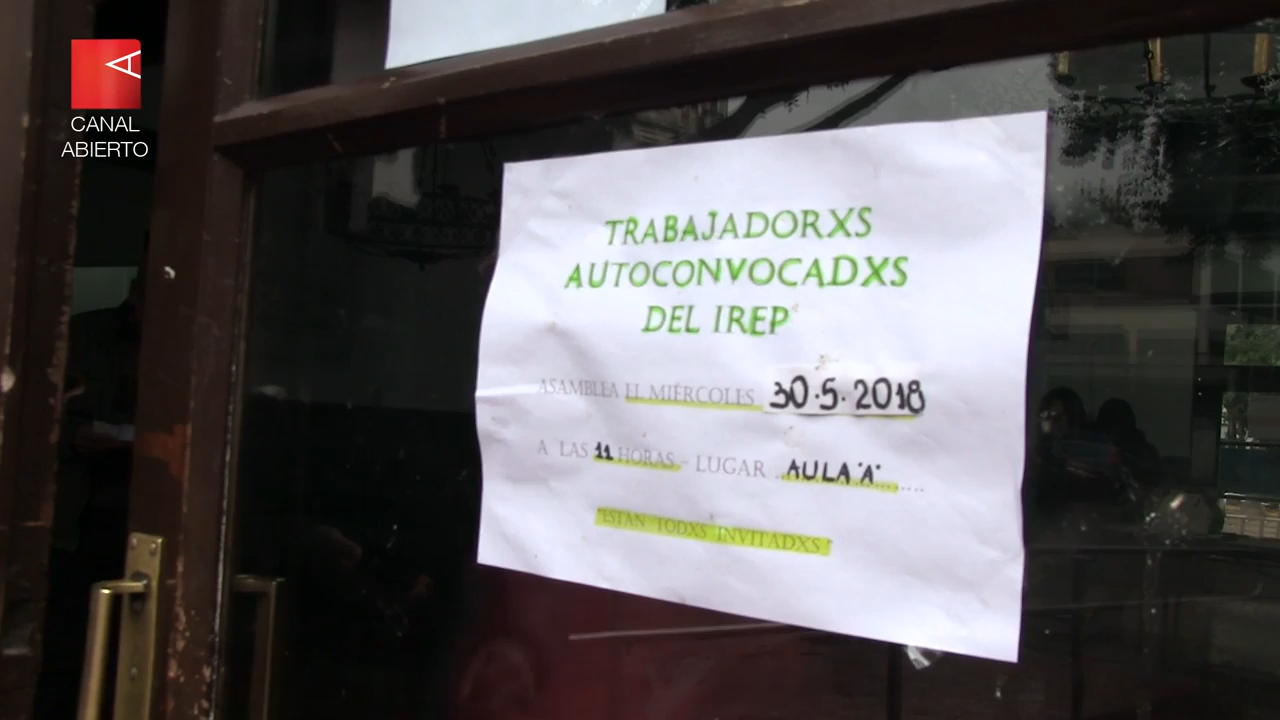 CANAL
ABIERTO
TRABAJADORXS
AUTOCONVOCADXS
DEL IREP
ASAMBLEA EL MIÉRCOLES 30.5.2018
A LAS 11 HORAS - LUGAR ..AULA "A"........
"ESTAN TODXS INVITADXS"